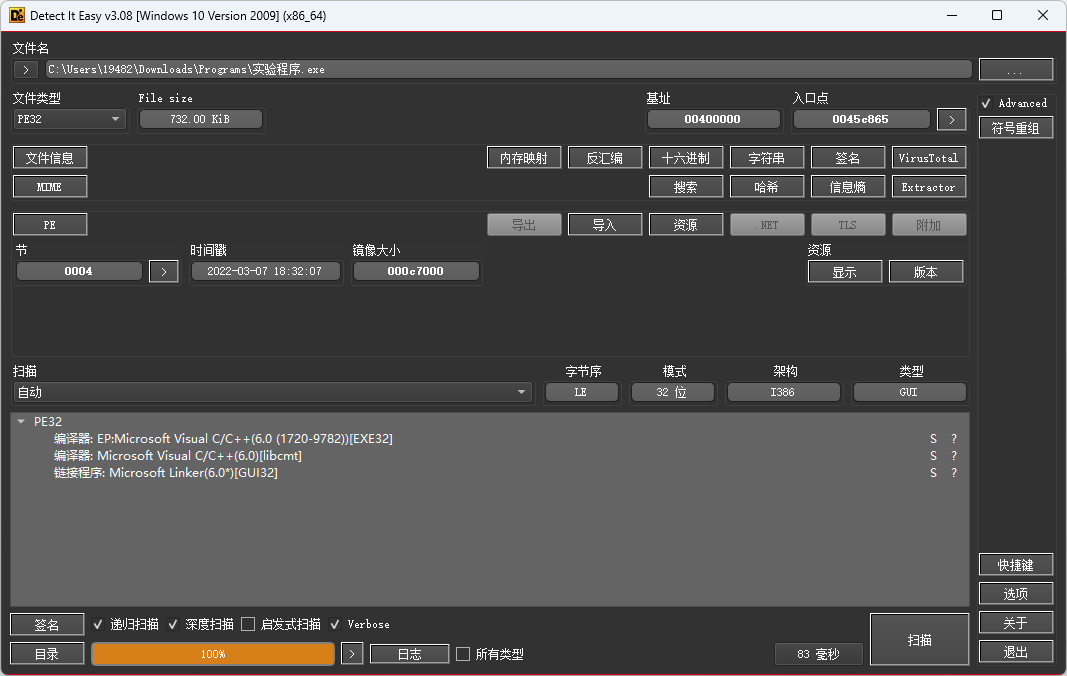 Detect It Easy v3.08 [Windows 10 Version 2009] (x86_64)
文件名
> C:\Users\19482\Downloads\Programs\实验程序.exe ...
文件类型 File size 基址 入口点 Advanced
PE32 732.00 KiB 00400000 0045c865 > 符号重组
文件信息 内存映射 反汇编 十六进制 字符串 签名 VirusTotal
MIME 搜索 哈希 信息熵 Extractor
PE 导出 导入 资源 .NET TLS 附加
节 时间戳 镜像大小 资源
0004 > 2022-03-07 18:32:07 000c7000 显示 版本
扫描 字节序 模式 架构 类型
自动 LE 32 位 I386 GUI
PE32
编译器: EP:Microsoft Visual C/C++(6.0 (1720-9782))[EXE32] S ?
编译器: Microsoft Visual C/C++(6.0)[libcmt] S ?
链接程序: Microsoft Linker(6.0*)[GUI32] S ?
快捷键
选项
签名 递归扫描 深度扫描 启发式扫描 Verbose 扫描 关于
目录 100% > 日志 所有类型 83 毫秒 退出